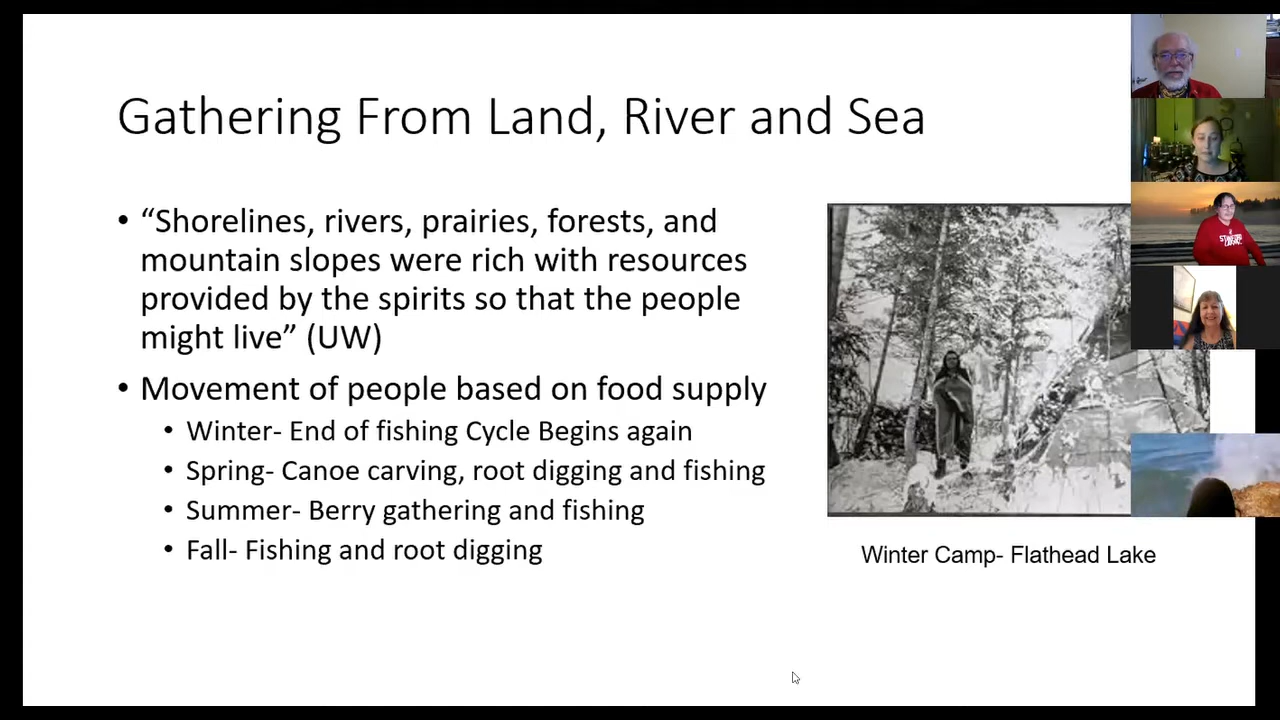 Gathering From Land, River and Sea
• “Shorelines, rivers, prairies, forests, and
mountain slopes were rich with resources
provided by the spirits so that the people
might live” (UW)
• Movement of people based on food supply
• Winter- End of fishing Cycle Begins again
• Spring- Canoe carving, root digging and fishing
• Summer- Berry gathering and fishing
• Fall- Fishing and root digging
Winter Camp- Flathead Lake